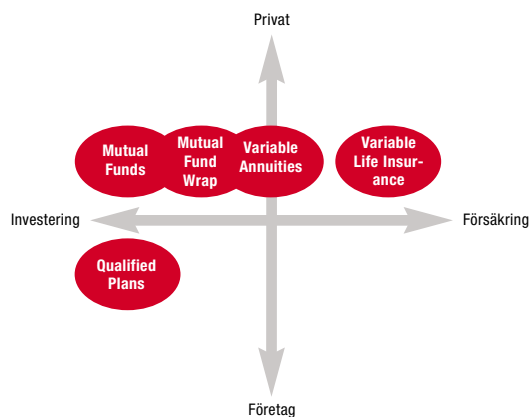 Privat
Mutual
Funds
Mutual
Fund
Wrap
Variable
Annuities
Variable
Life Insur-
ance
Investering
Försäkring
Qualified
Plans
Företag